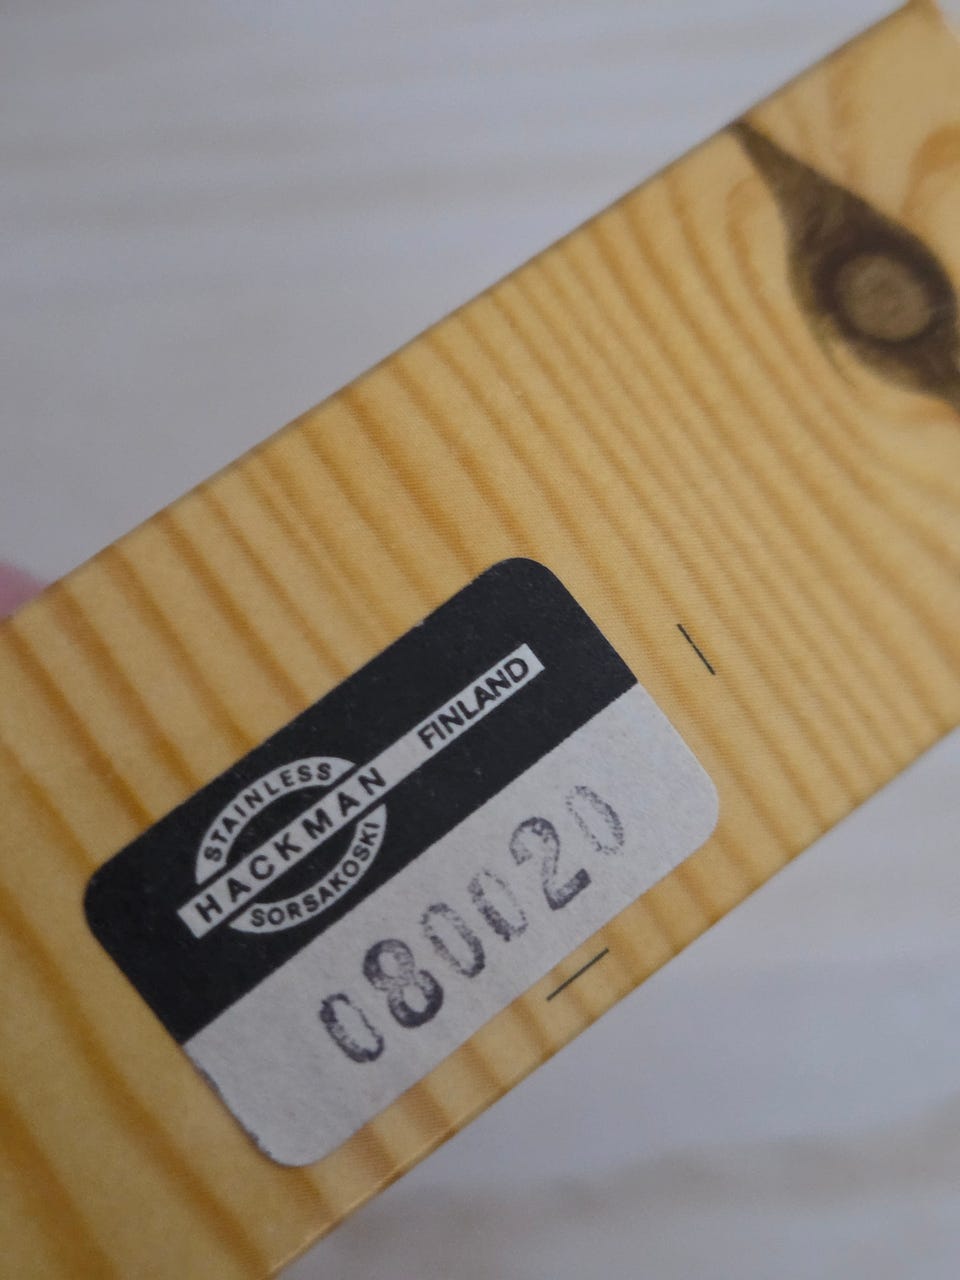 STAINLESS
HACKMAN FINLAND
SORSAKOSKI
080020